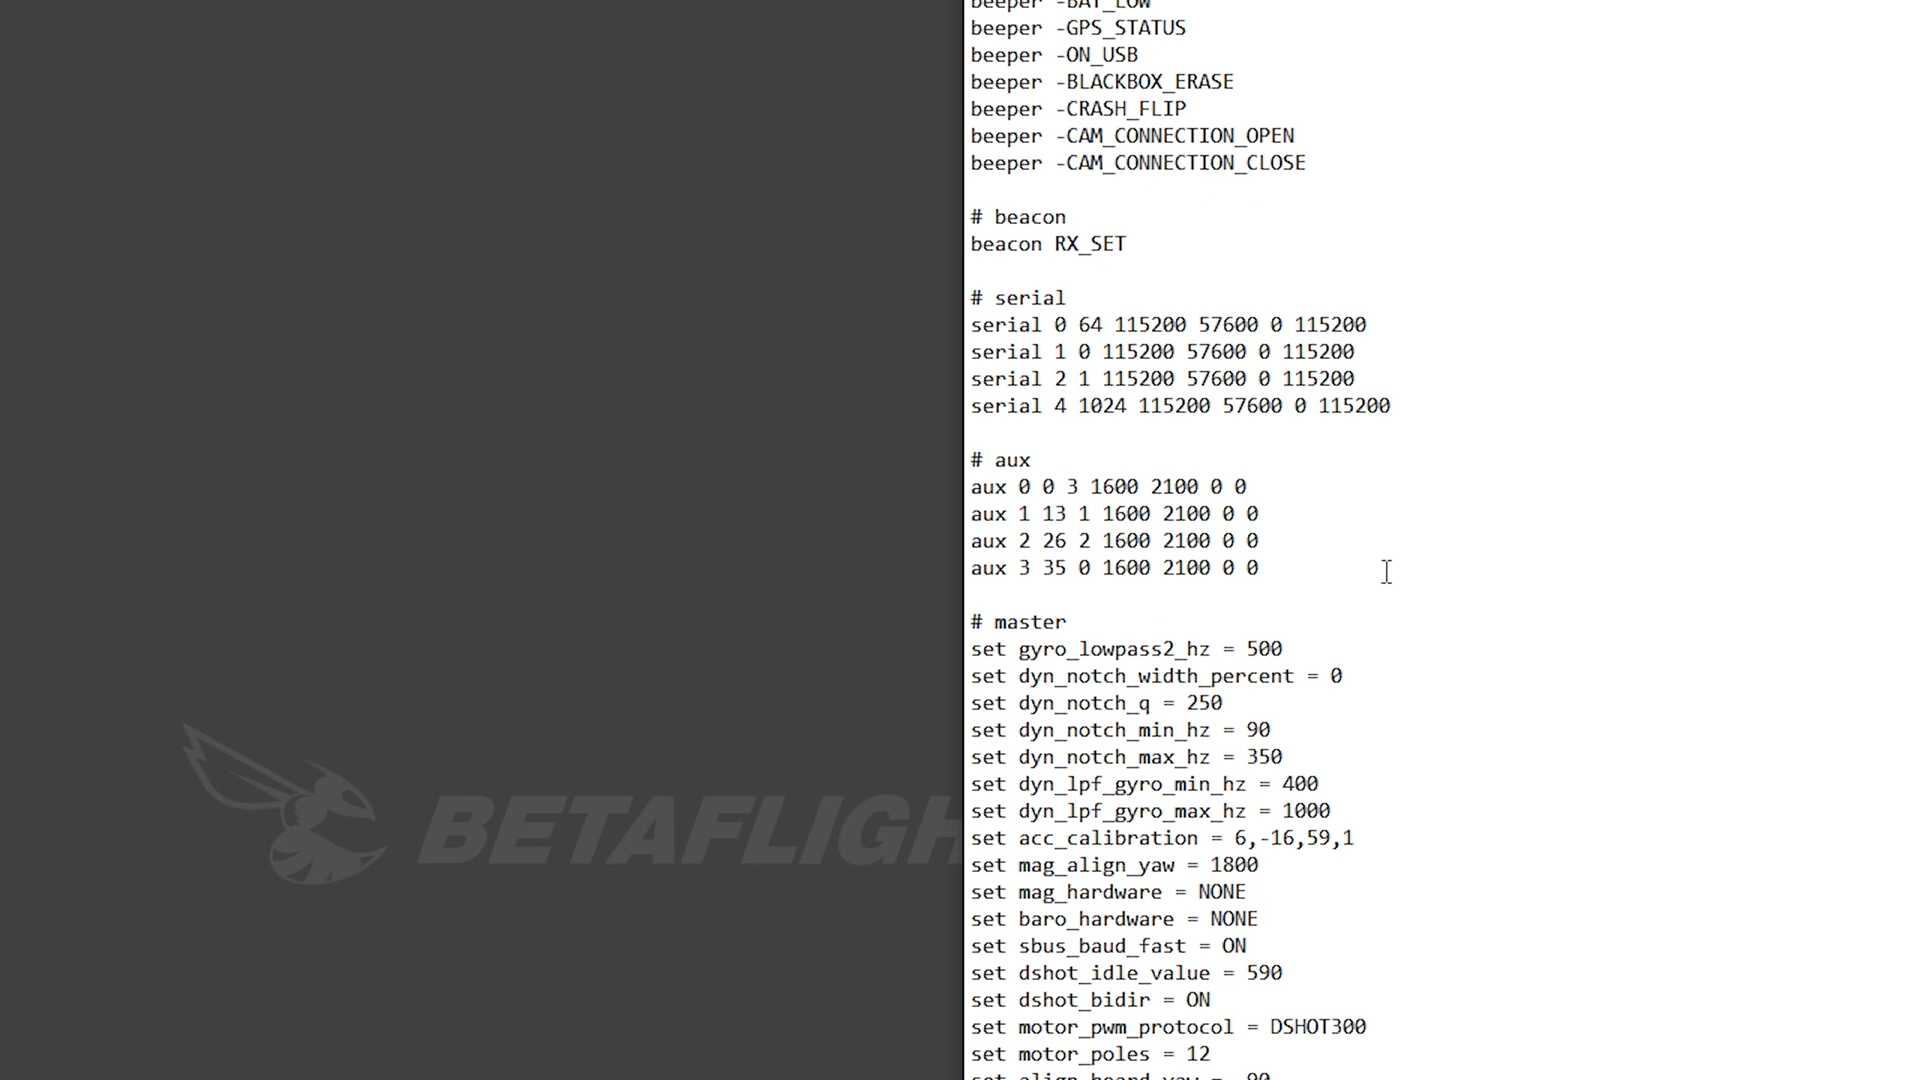 beeper -BAT_LOW
beeper -GPS_STATUS
beeper -ON_USB
beeper -BLACKBOX_ERASE
beeper -CRASH_FLIP
beeper -CAM_CONNECTION_OPEN
beeper -CAM_CONNECTION_CLOSE
# beacon
beacon RX_SET
# serial
serial 0 64 115200 57600 0 115200
serial 1 0 115200 57600 0 115200
serial 2 1 115200 57600 0 115200
serial 4 1024 115200 57600 0 115200
# aux
aux 0 0 3 1600 2100 0 0
aux 1 13 1 1600 2100 0 0
aux 2 26 2 1600 2100 0 0
aux 3 35 0 1600 2100 0 0
# master
set gyro_lowpass2_hz = 500
set dyn_notch_width_percent = 0
set dyn_notch_q = 250
set dyn_notch_min_hz = 90
set dyn_notch_max_hz = 350
set dyn_lpf_gyro_min_hz = 400
set dyn_lpf_gyro_max_hz = 1000
set acc_calibration = 6,-16,59,1
set mag_align_yaw = 1800
set mag_hardware = NONE
set baro_hardware = NONE
set sbus_baud_fast = ON
set dshot_idle_value = 590
set dshot_bidir = ON
set motor_pwm_protocol = DSHOT300
set motor_poles = 12
BETAFLIGH